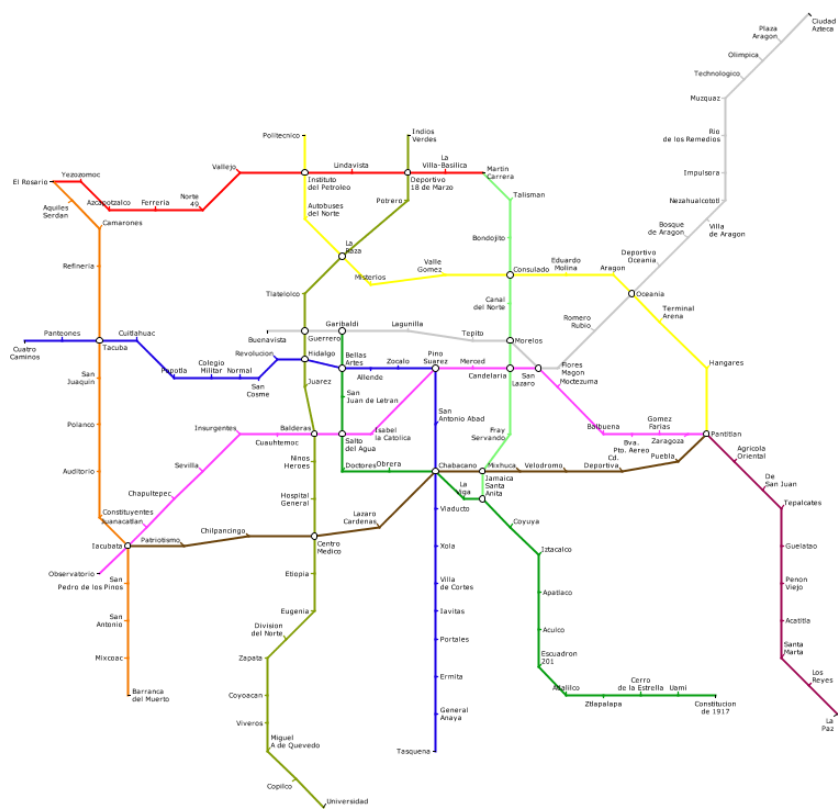 Ciudad
Azteca
Plaza
Aragon
Olimpica
Technologico
Muzquaz
Rio
de los Remedios
Impulsora
Nezahualcototl
Villa
de Aragon
Bosque
de Aragon
Deportivo
Oceania
Oceania
Romero
Rubio
Politecnico
Indios
Verdes
Vallejo
Lindavista
La
Villa-Basilica
Martin
Carrera
El Rosario
Yezozomoc
Azcapotzalco
Ferreria
Norte
49
Instituto
del Petroleo
Deportivo
18 de Marzo
Aquiles
Serdan
Camarones
Autobuses
del Norte
Potrero
Talisman
Bondojito
La
Raza
Misterios
Valle
Gomez
Consulado
Eduardo
Molina
Aragon
Terminal
Arena
Refineria
Tlatelolco
Canal
del Norte
Buenavista
Guerrero
Garibaldi
Lagunilla
Tepito
Morelos
Panteones
Cuatro
Caminos
Tacuba
Cuitlahuac
Popotla
Colegio
Militar
Normal
San
Cosme
Revolucion
Hidalgo
Bellas
Artes
Allende
Zocalo
Pino
Suarez
Merced
Candelaria
San
Lazaro
Flores
Magon
Moctezuma
Hangares
San
Juaquin
Juarez
San
Juan de Letran
San
Antonio Abad
Polanco
Insurgentes
Cuauhtemoc
Balderas
Salto
del Agua
Isabel
la Catolica
Fray
Servando
Balbuena
Bva.
Pto. Aereo
Gomez
Farias
Zaragoza
Pantitlan
Auditorio
Sevilla
Ninos
Heroes
Doctores
Obrera
Chabacano
La
Viga
Mixhuca
Jamaica
Santa
Anita
Velodromo
Cd.
Deportiva
Puebla
Agricola
Oriental
De
San Juan
Chapultepec
Hospital
General
Tepalcates
Constituyentes
Juanacatlan
Viaducto
Lazaro
Cardenas
Coyuya
Iacubata
Patriotismo
Chilpancingo
Centro
Medico
Xola
Iztacalco
Guelatao
Observatorio
San
Pedro de los Pinos
Etiopia
Villa
de Cortes
Apatlaco
Penon
Viejo
San
Antonio
Eugenia
Iavitas
Acuico
Acatitla
Division
del Norte
Portales
Mixcoac
Zapata
Escuadron
201
Santa
Marta
Barranca
del Muerto
Coyoacan
Ermita
Atlalilco
Ztlapalapa
Cerro
de la Estrella
Uami
Constitucion
de 1917
Los
Reyes
Viveros
General
Anaya
La
Paz
Miguel
A de Quevedo
Tasquena
Copilco
Universidad